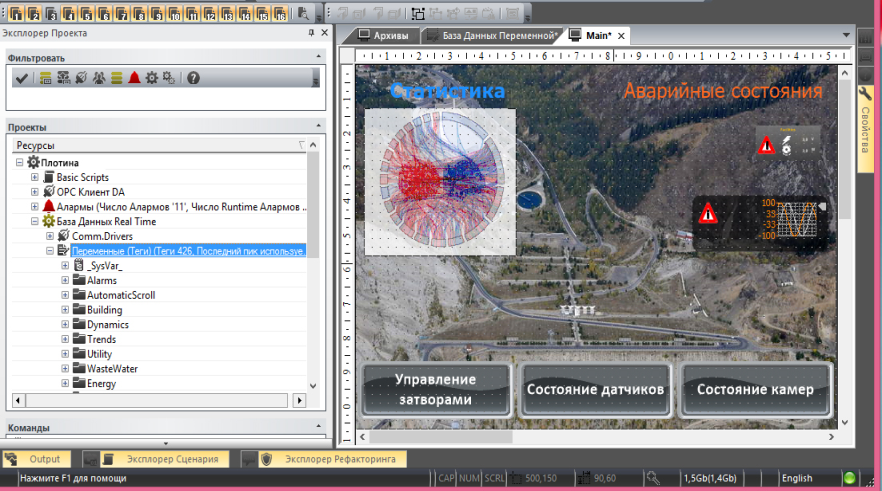 1 2 3 4 5 6 7 8 9 10 11 12 13 14 15 16
Эксплорер Проекта
Фильтровать
Проекты
Ресурсы
Плотина
Basic Scripts
OPC Клиент DA
Алармы (Число Алармов '11', Число Runtime Алармов ..
База Данных Real Time
Comm.Drivers
Переменные (Теги) (Теги 426, Последний пик используе
_SysVar_
Alarms
AutomaticScroll
Building
Dynamics
Trends
Utility
WasteWater
Energy
Команды
Архивы
База Данных Переменной*
Main*
Статистика
Аварийные состояния
100
33
-33
-100
Управление
затворами
Состояние датчиков
Состояние камер
Свойства
Output
Эксплорер Сценария
Эксплорер Рефакторинга
Нажмите F1 для помощи
CAP NUM SCRL
500,150
90,60
1,5Gb(1,4Gb)
English